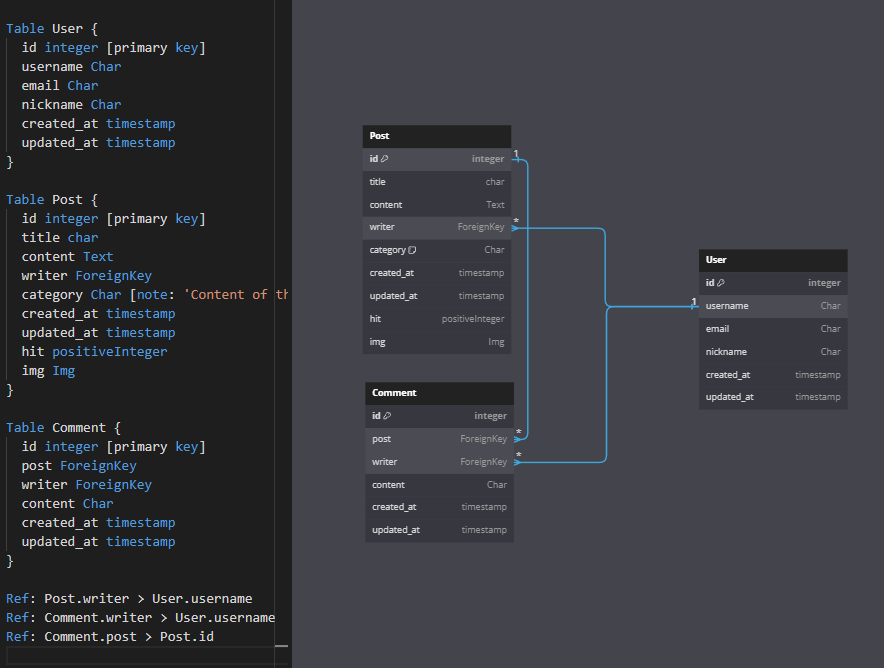 Table User {
id integer [primary key]
username Char
email Char
nickname Char
created_at timestamp
updated_at timestamp
}
Table Post {
id integer [primary key]
title char
content Text
writer ForeignKey
category Char [note: 'Content of th
created_at timestamp
updated_at timestamp
hit positiveInteger
img Img
}
Table Comment {
id integer [primary key]
post ForeignKey
writer ForeignKey
content Char
created_at timestamp
updated_at timestamp
}
Ref: Post.writer > User.username
Ref: Comment.writer > User.username
Ref: Comment.post > Post.id
Post
id integer 1
title char
content Text
writer ForeignKey *
category Char
created_at timestamp
updated_at timestamp
hit positiveInteger
img Img
Comment
id integer
post ForeignKey *
writer ForeignKey *
content Char
created_at timestamp
updated_at timestamp
User
id integer
1 username Char
email Char
nickname Char
created_at timestamp
updated_at timestamp